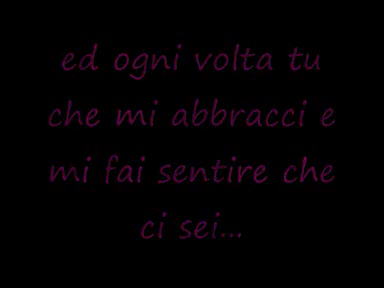 ed ogni volta tu
che mi abbracci e
mi fai sentire che
ci sei...